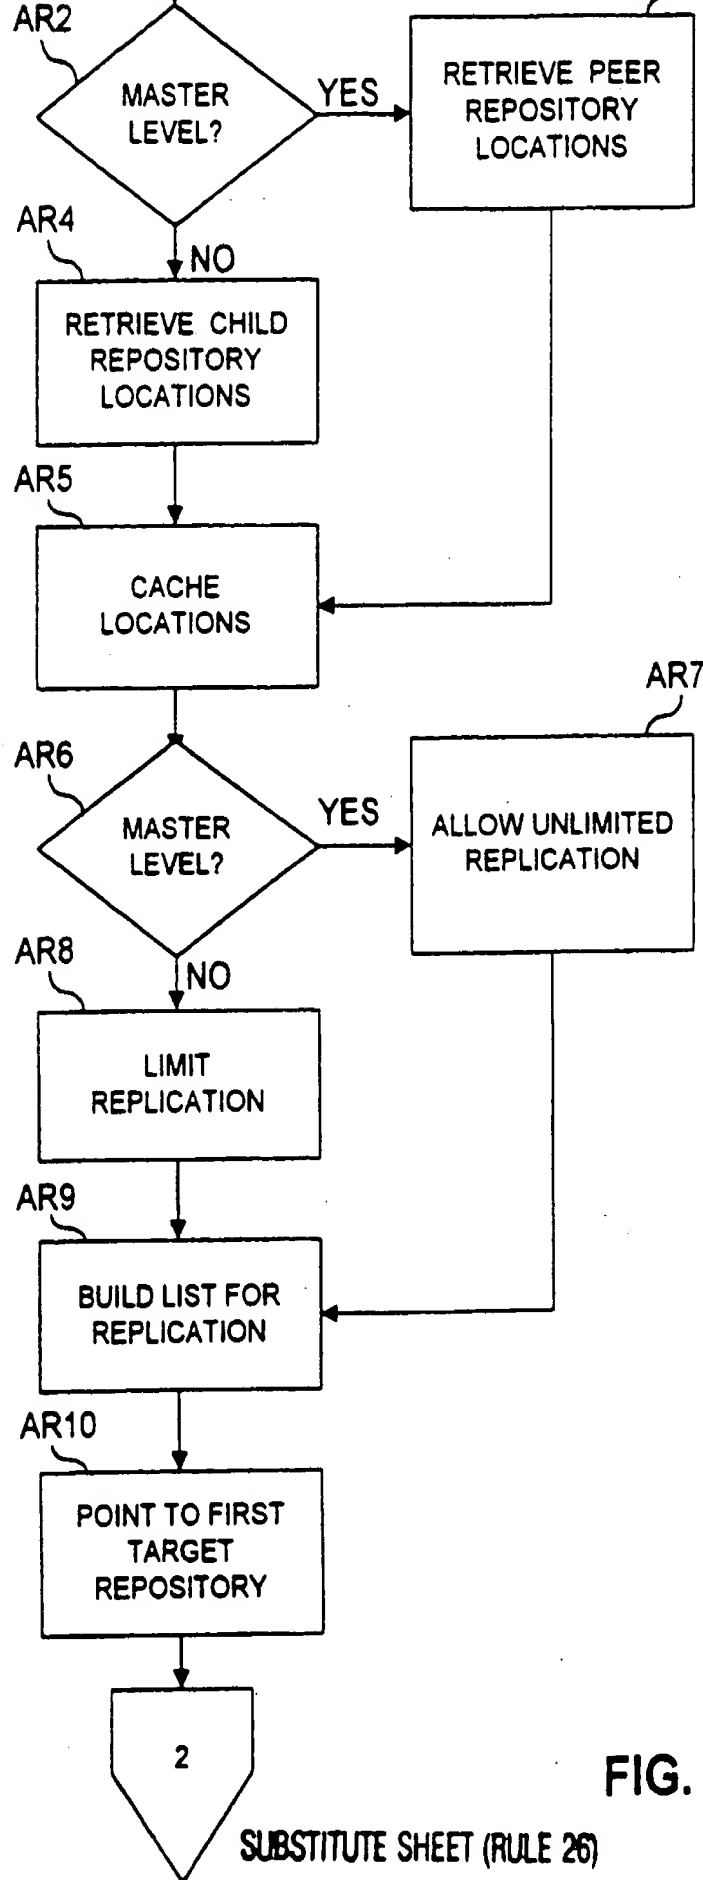 AR2
MASTER
LEVEL?
YES
RETRIEVE PEER
REPOSITORY
LOCATIONS
NO
AR4
RETRIEVE CHILD
REPOSITORY
LOCATIONS
AR5
CACHE
LOCATIONS
AR6
MASTER
LEVEL?
YES
AR7
ALLOW UNLIMITED
REPLICATION
NO
AR8
LIMIT
REPLICATION
AR9
BUILD LIST FOR
REPLICATION
AR10
POINT TO FIRST
TARGET
REPOSITORY
2
FIG.
SUBSTITUTE SHEET (RULE 26)